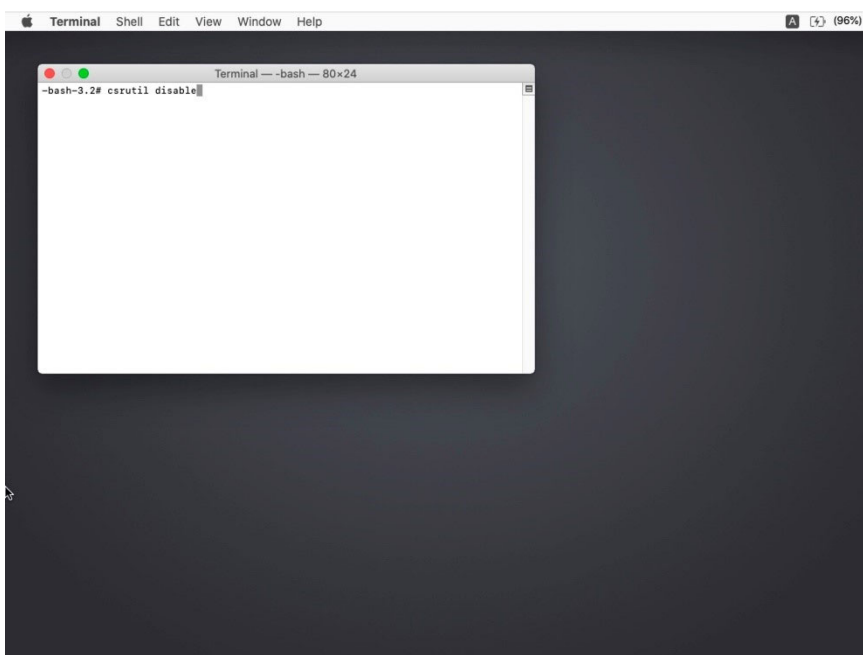 Terminal Shell Edit View Window Help A (96%)
Terminal — -bash — 80×24
-bash-3.2# csrutil disable